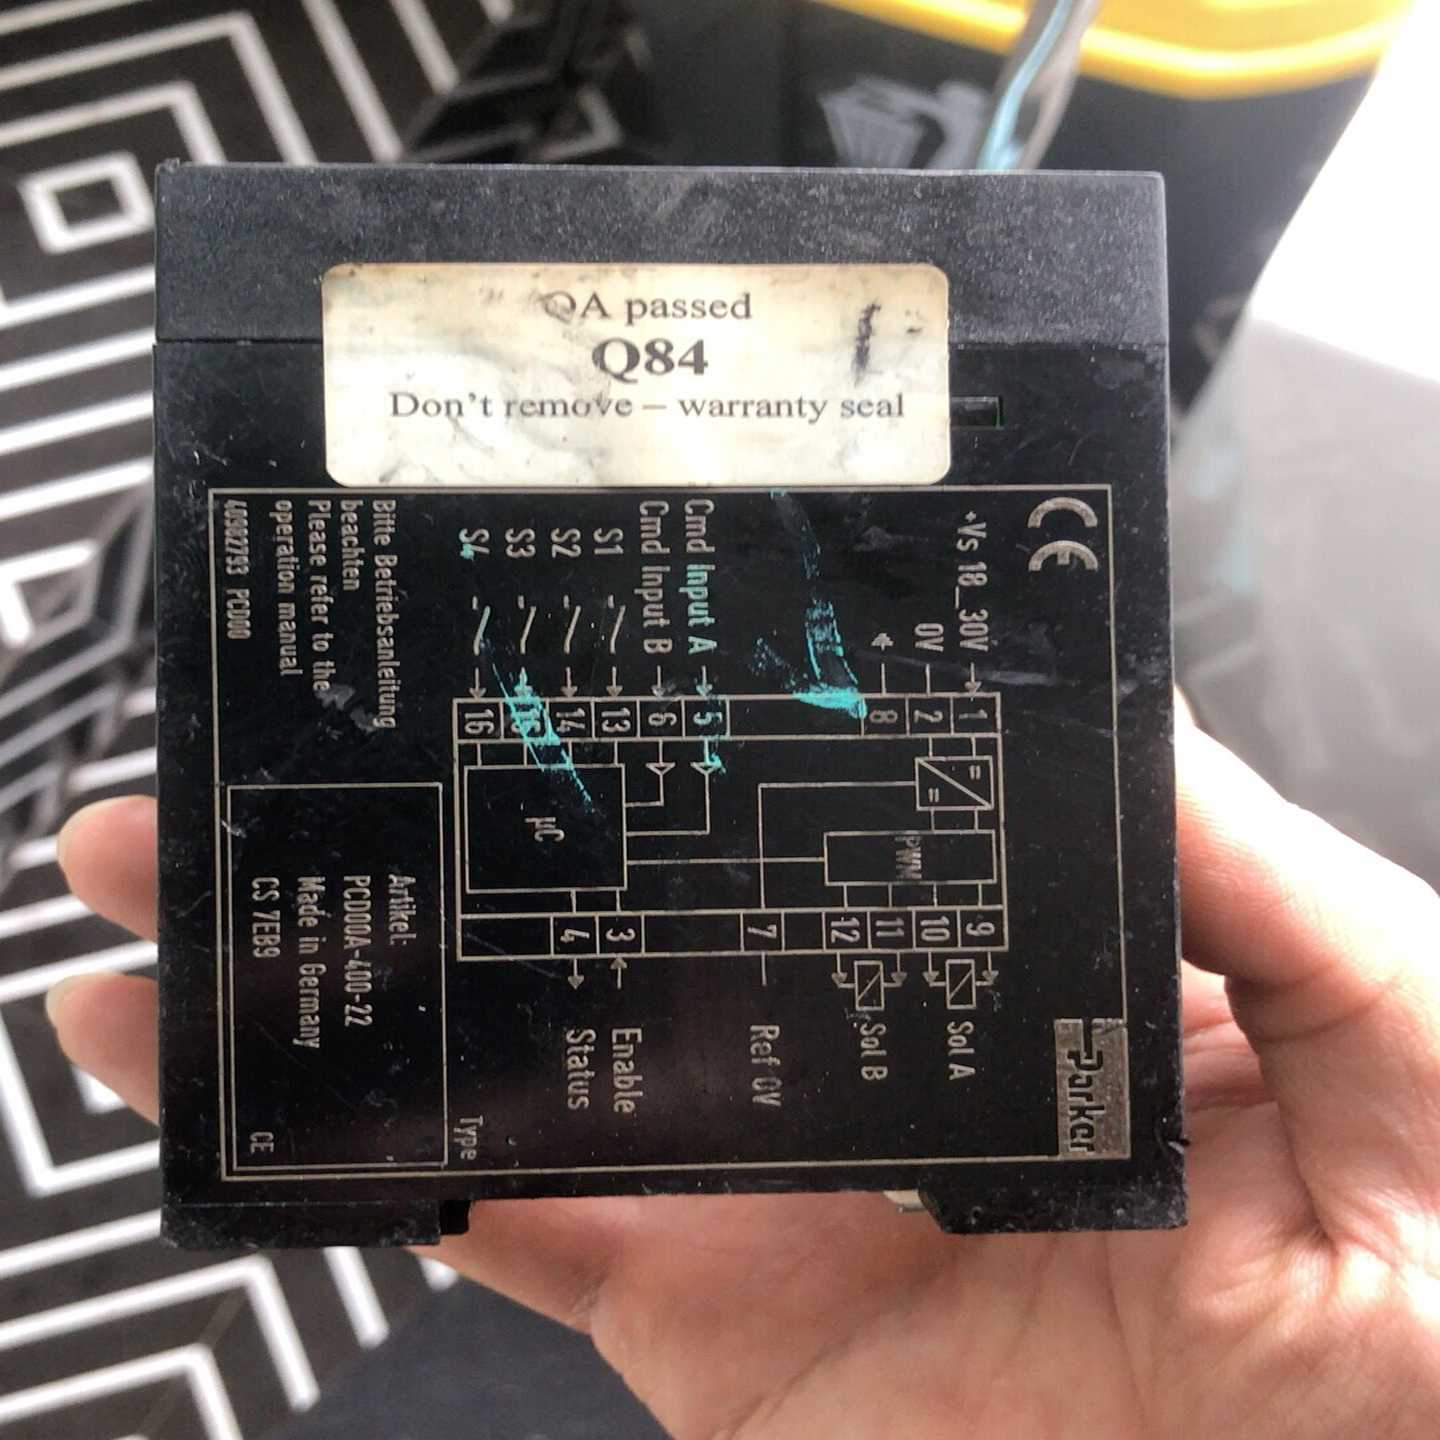 QA passed
Q84
Don't remove – warranty seal
CE
Parker
+Vs 18_30V
0V
1
2
8
=
=
PWM
9
10
11
12
Sol A
Sol B
7
Ref 0V
Cmd input A
Cmd input B
S1
S2
S3
S4
5
6
13
14
15
16
µC
3
4
Enable
Status
Bitte Betriebsanleitung
beachten
Please refer to the
operation manual
40902793 PCD00
Type
Artikel:
PCD00A-400-22
Made in Germany
CS 7EB9
CE